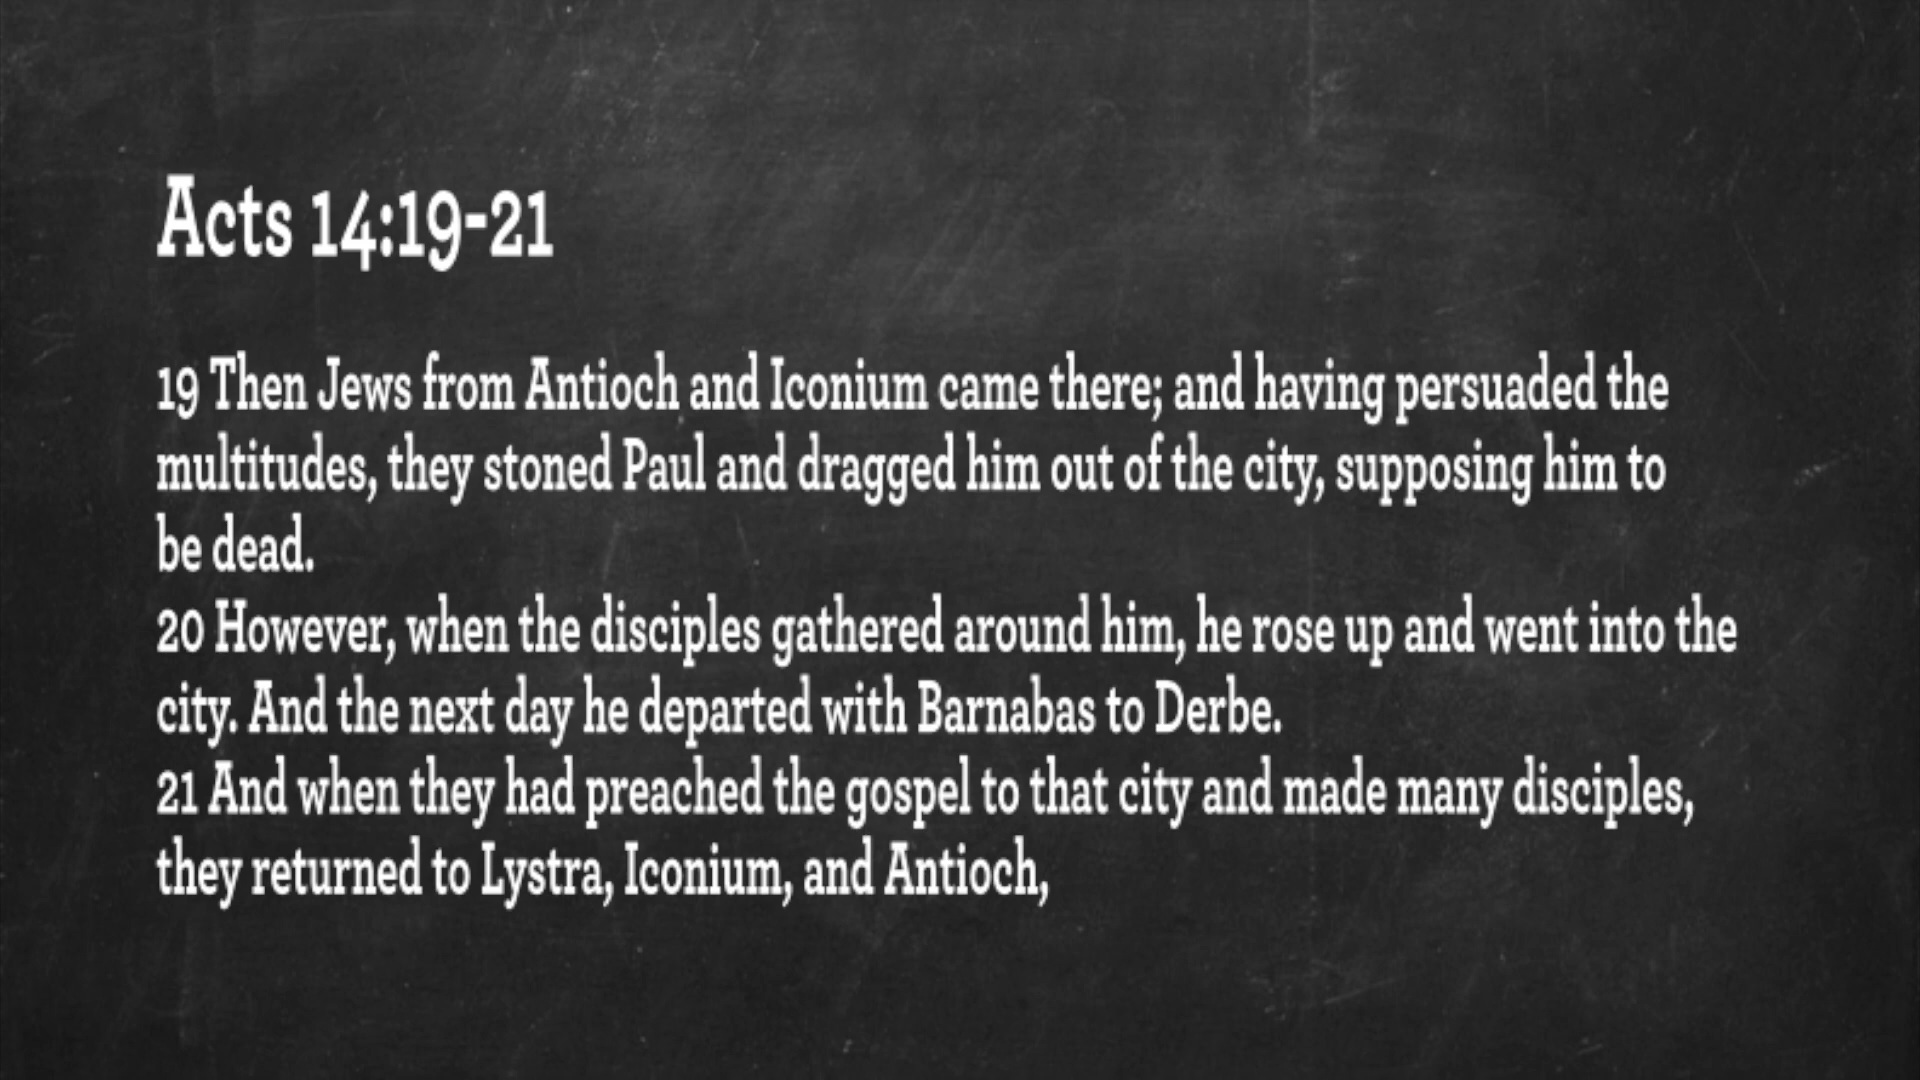 Acts 14:19-21
19 Then Jews from Antioch and Iconium came there; and having persuaded the
multitudes, they stoned Paul and dragged him out of the city, supposing him to
be dead.
20 However, when the disciples gathered around him, he rose up and went into the
city. And the next day he departed with Barnabas to Derbe.
21 And when they had preached the gospel to that city and made many disciples,
they returned to Lystra, Iconium, and Antioch,